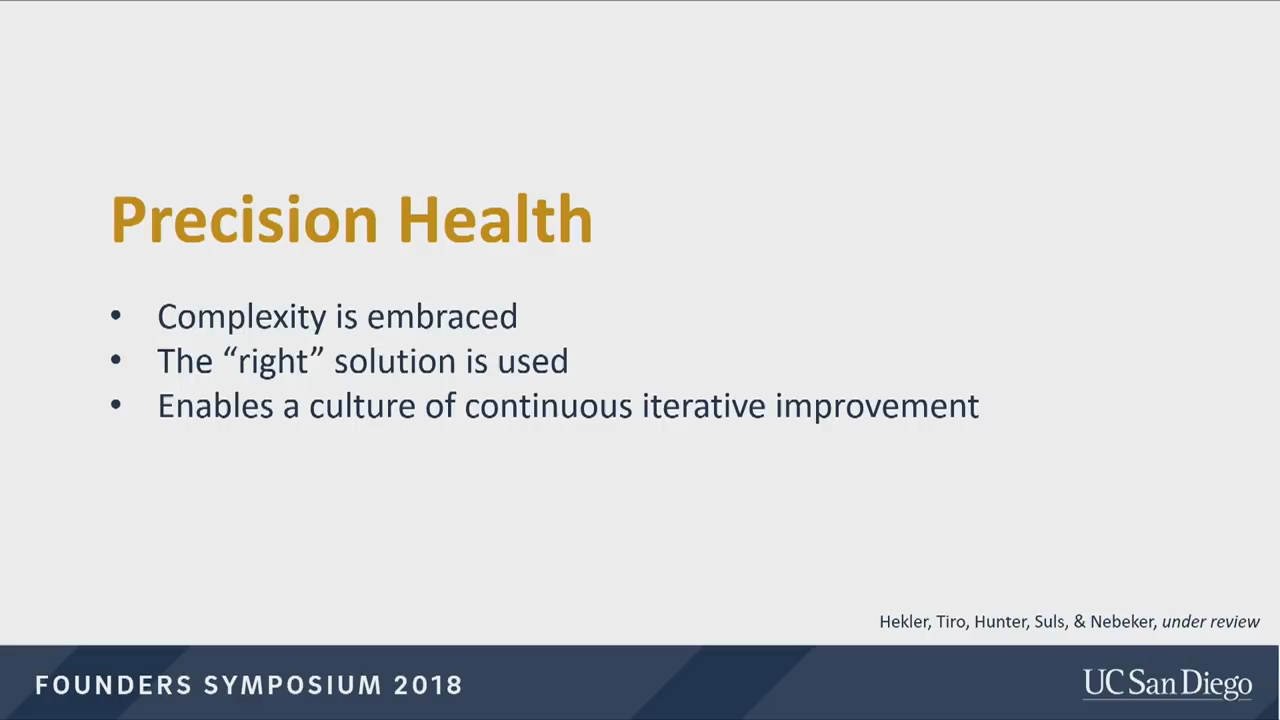 Precision Health
• Complexity is embraced
• The “right” solution is used
• Enables a culture of continuous iterative improvement
Hekler, Tiro, Hunter, Suls, & Nebeker, under review
FOUNDERS SYMPOSIUM 2018
UC San Diego